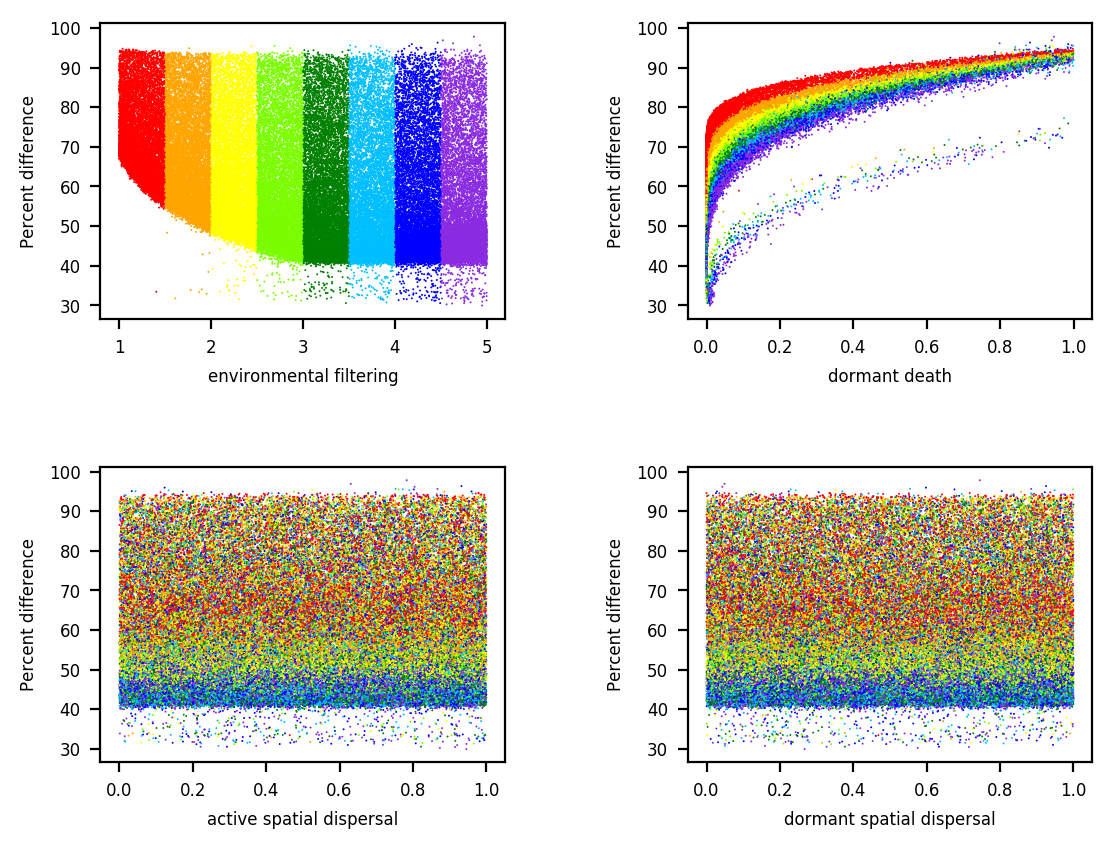 100
90
80
70
60
50
40
30
Percent difference
1 2 3 4 5
environmental filtering
100
90
80
70
60
50
40
30
Percent difference
0.0 0.2 0.4 0.6 0.8 1.0
dormant death
100
90
80
70
60
50
40
30
Percent difference
0.0 0.2 0.4 0.6 0.8 1.0
active spatial dispersal
100
90
80
70
60
50
40
30
Percent difference
0.0 0.2 0.4 0.6 0.8 1.0
dormant spatial dispersal